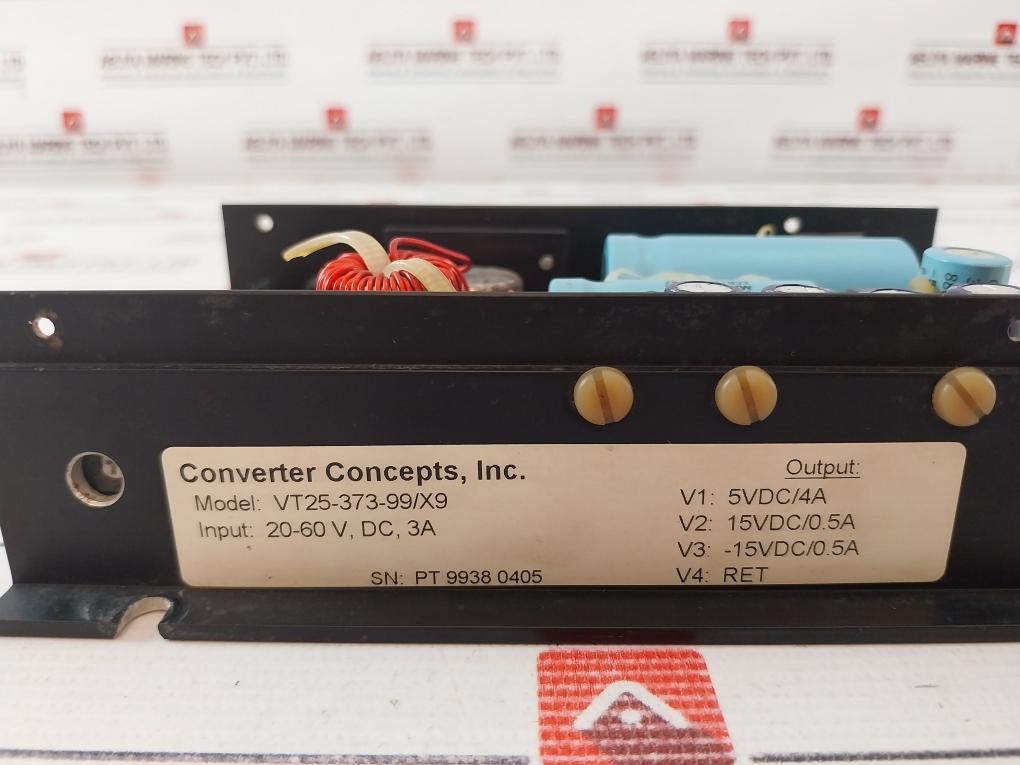 Converter Concepts, Inc.
Model: VT25-373-99/X9
Input: 20-60 V, DC, 3A
SN: PT 9938 0405
Output:
V1: 5VDC/4A
V2: 15VDC/0.5A
V3: -15VDC/0.5A
V4: RET